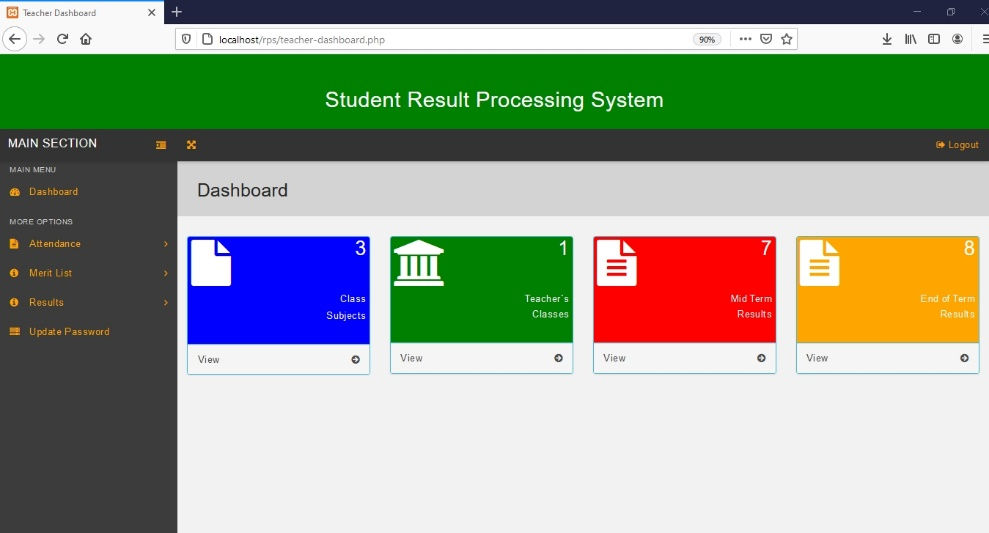 Teacher Dashboard
localhost/rps/teacher-dashboard.php
90%
Student Result Processing System
MAIN SECTION
Logout
MAIN MENU
Dashboard
MORE OPTIONS
Attendance
Merit List
Results
Update Password
Dashboard
3
Class
Subjects
View
1
Teacher`s
Classes
View
7
Mid Term
Results
View
8
End of Term
Results
View